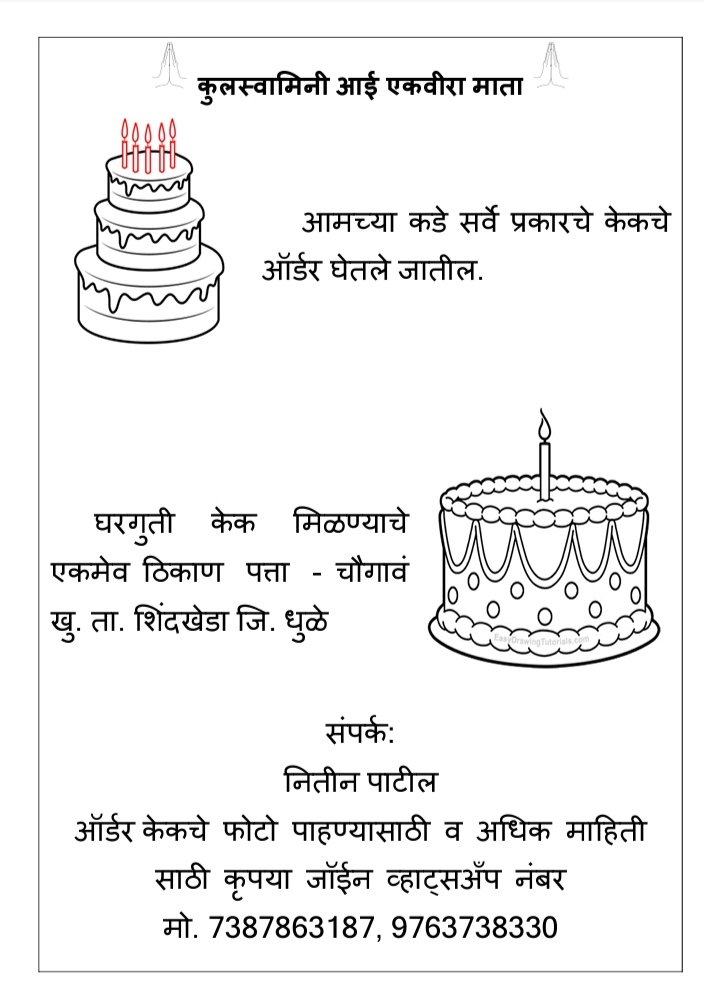 कुलस्वामिनी आई एकवीरा माता
आमच्या कडे सर्वे प्रकारचे केकचे
ऑर्डर घेतले जातील.
घरगुती केक मिळण्याचे
एकमेव ठिकाण पत्ता - चौगावं
खु. ता. शिंदखेडा जि. धुळे
EasyDrawingTutorials.com
संपर्क:
नितीन पाटील
ऑर्डर केकचे फोटो पाहण्यासाठी व अधिक माहिती
साठी कृपया जॉईन व्हाट्सअँप नंबर
मो. 7387863187, 9763738330